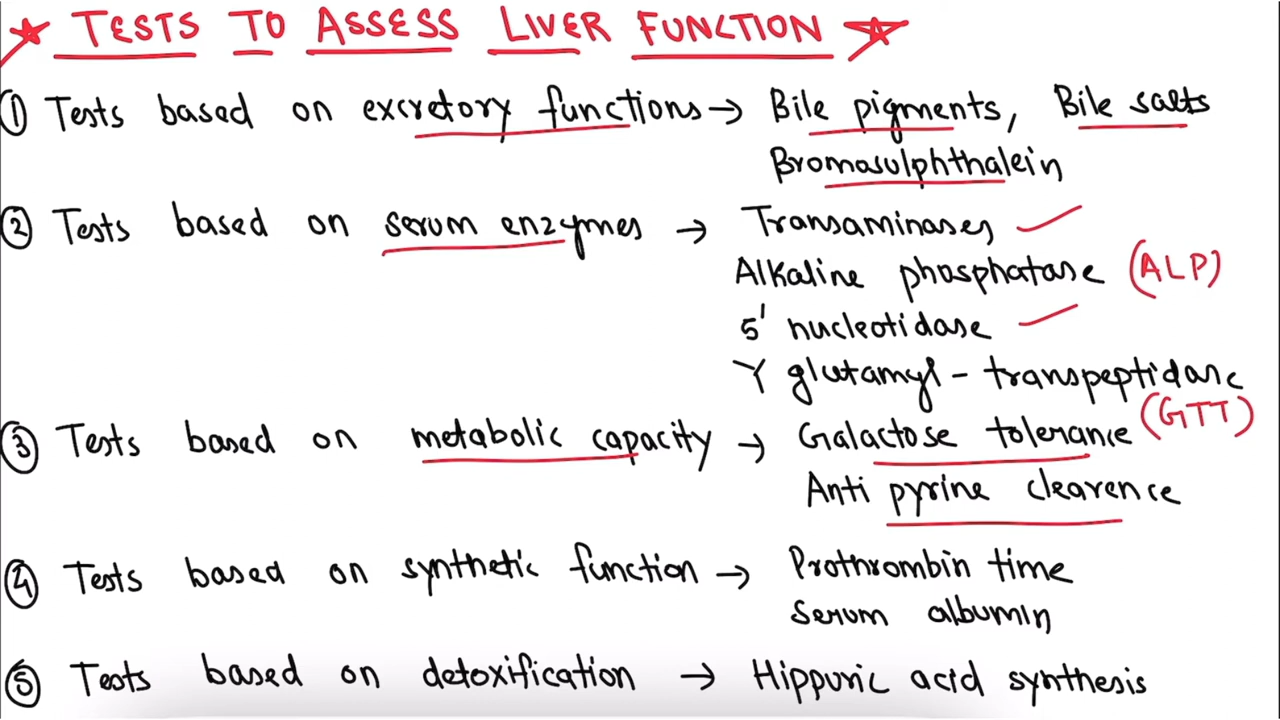 TESTS TO ASSESS LIVER FUNCTION
① Tests based on excretory functions → Bile pigments, Bile salts
Bromosulphthalein
② Tests based on serum enzymes → Transaminases
Alkaline phosphatase (ALP)
5' nucleotidase
γ glutamyl - transpeptidase
(GTT)
③ Tests based on metabolic capacity → Galactose tolerance
Anti pyrine clearence
④ Tests based on synthetic function → Prothrombin time
Serum albumin
⑤ Tests based on detoxification → Hippuric acid synthesis